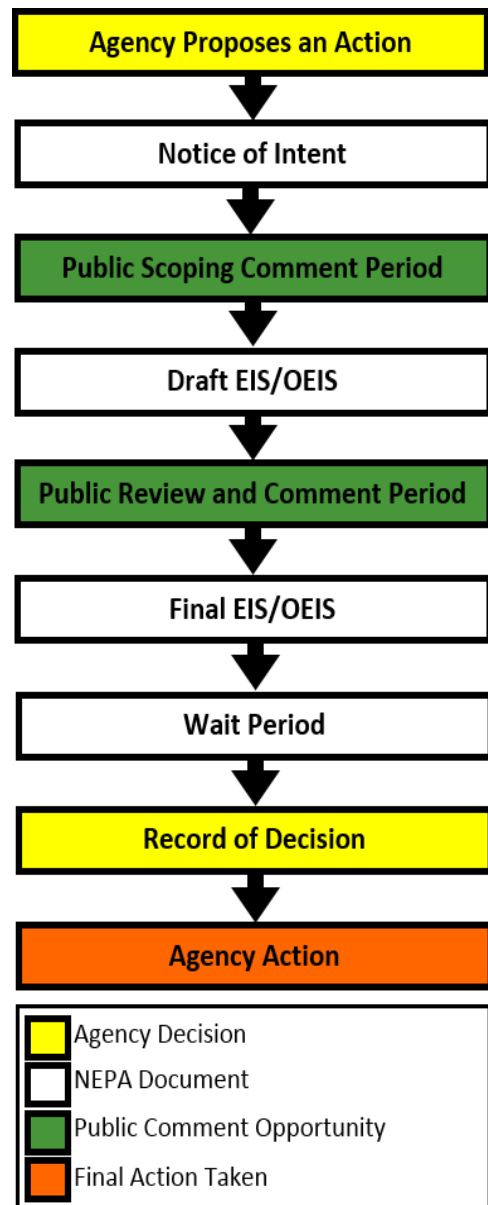 Agency Proposes an Action
Notice of Intent
Public Scoping Comment Period
Draft EIS/OEIS
Public Review and Comment Period
Final EIS/OEIS
Wait Period
Record of Decision
Agency Action
Agency Decision
NEPA Document
Public Comment Opportunity
Final Action Taken